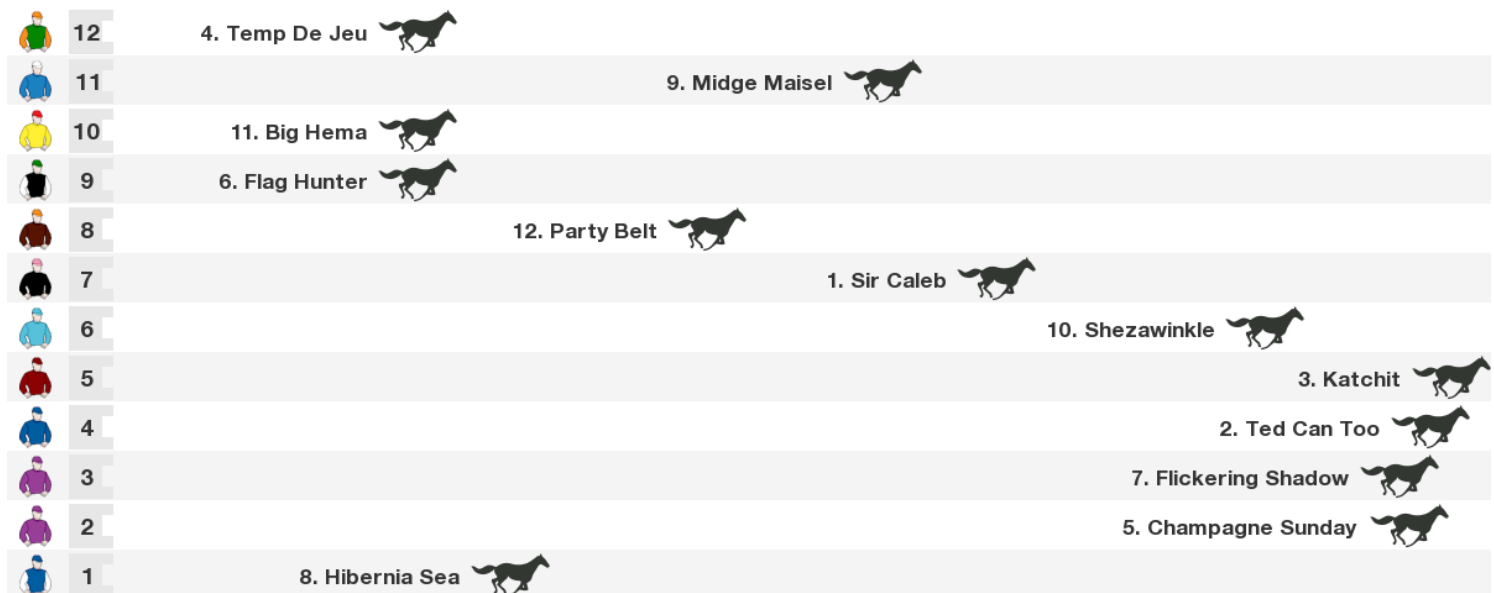 12 4. Temp De Jeu
11 9. Midge Maisel
10 11. Big Hema
9 6. Flag Hunter
8 12. Party Belt
7 1. Sir Caleb
6 10. Shezawinkle
5 3. Katchit
4 2. Ted Can Too
3 7. Flickering Shadow
2 5. Champagne Sunday
1 8. Hibernia Sea